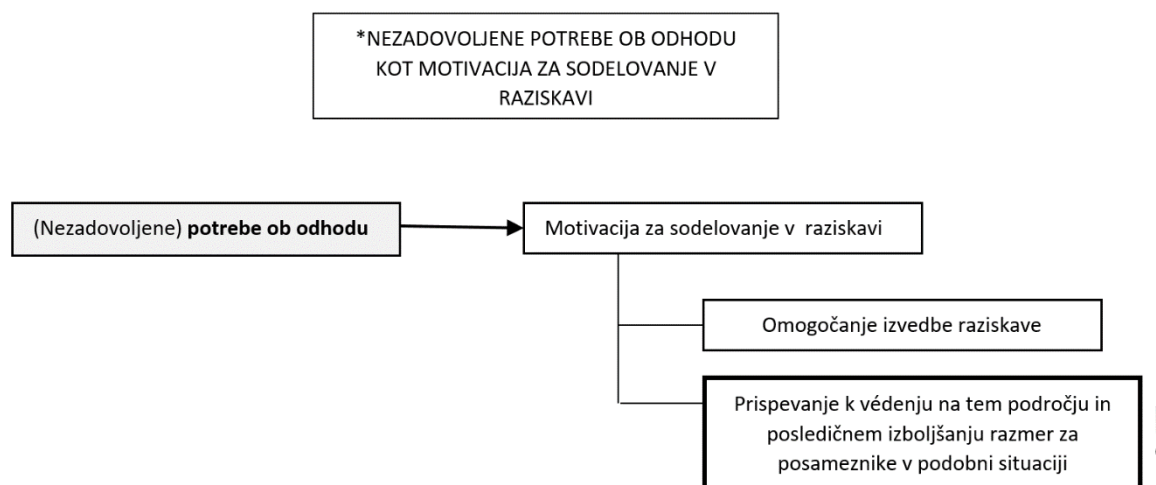 *NEZADOVOLJENE POTREBE OB ODHODU
KOT MOTIVACIJA ZA SODELOVANJE V
RAZISKAVI
(Nezadovoljene) potrebe ob odhodu
Motivacija za sodelovanje v raziskavi
Omogočanje izvedbe raziskave
Prispevanje k védenju na tem področju in
posledičnem izboljšanju razmer za
posameznike v podobni situaciji